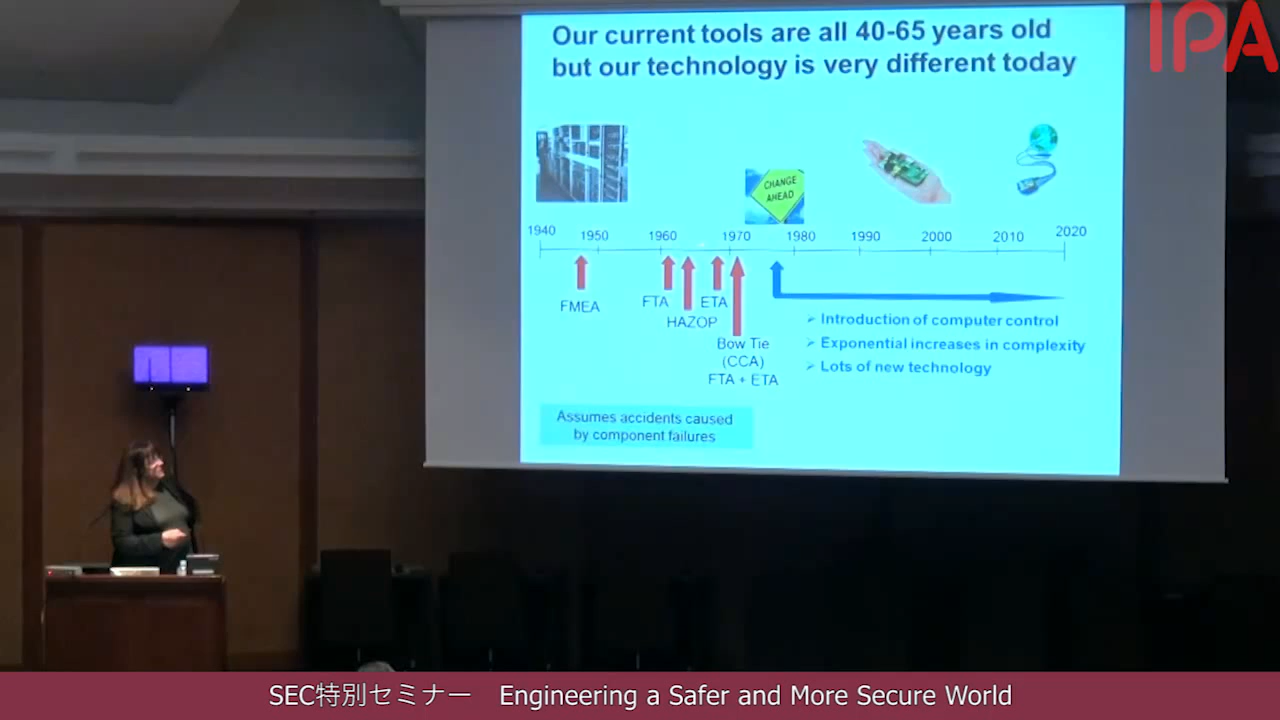 IPA
Our current tools are all 40-65 years old
but our technology is very different today
CHANGE
AHEAD
1940 1950 1960 1970 1980 1990 2000 2010 2020
FMEA
FTA
ETA
HAZOP
Bow Tie
(CCA)
FTA + ETA
Introduction of computer control
Exponential increases in complexity
Lots of new technology
Assumes accidents caused
by component failures
SEC特別セミナー Engineering a Safer and More Secure World